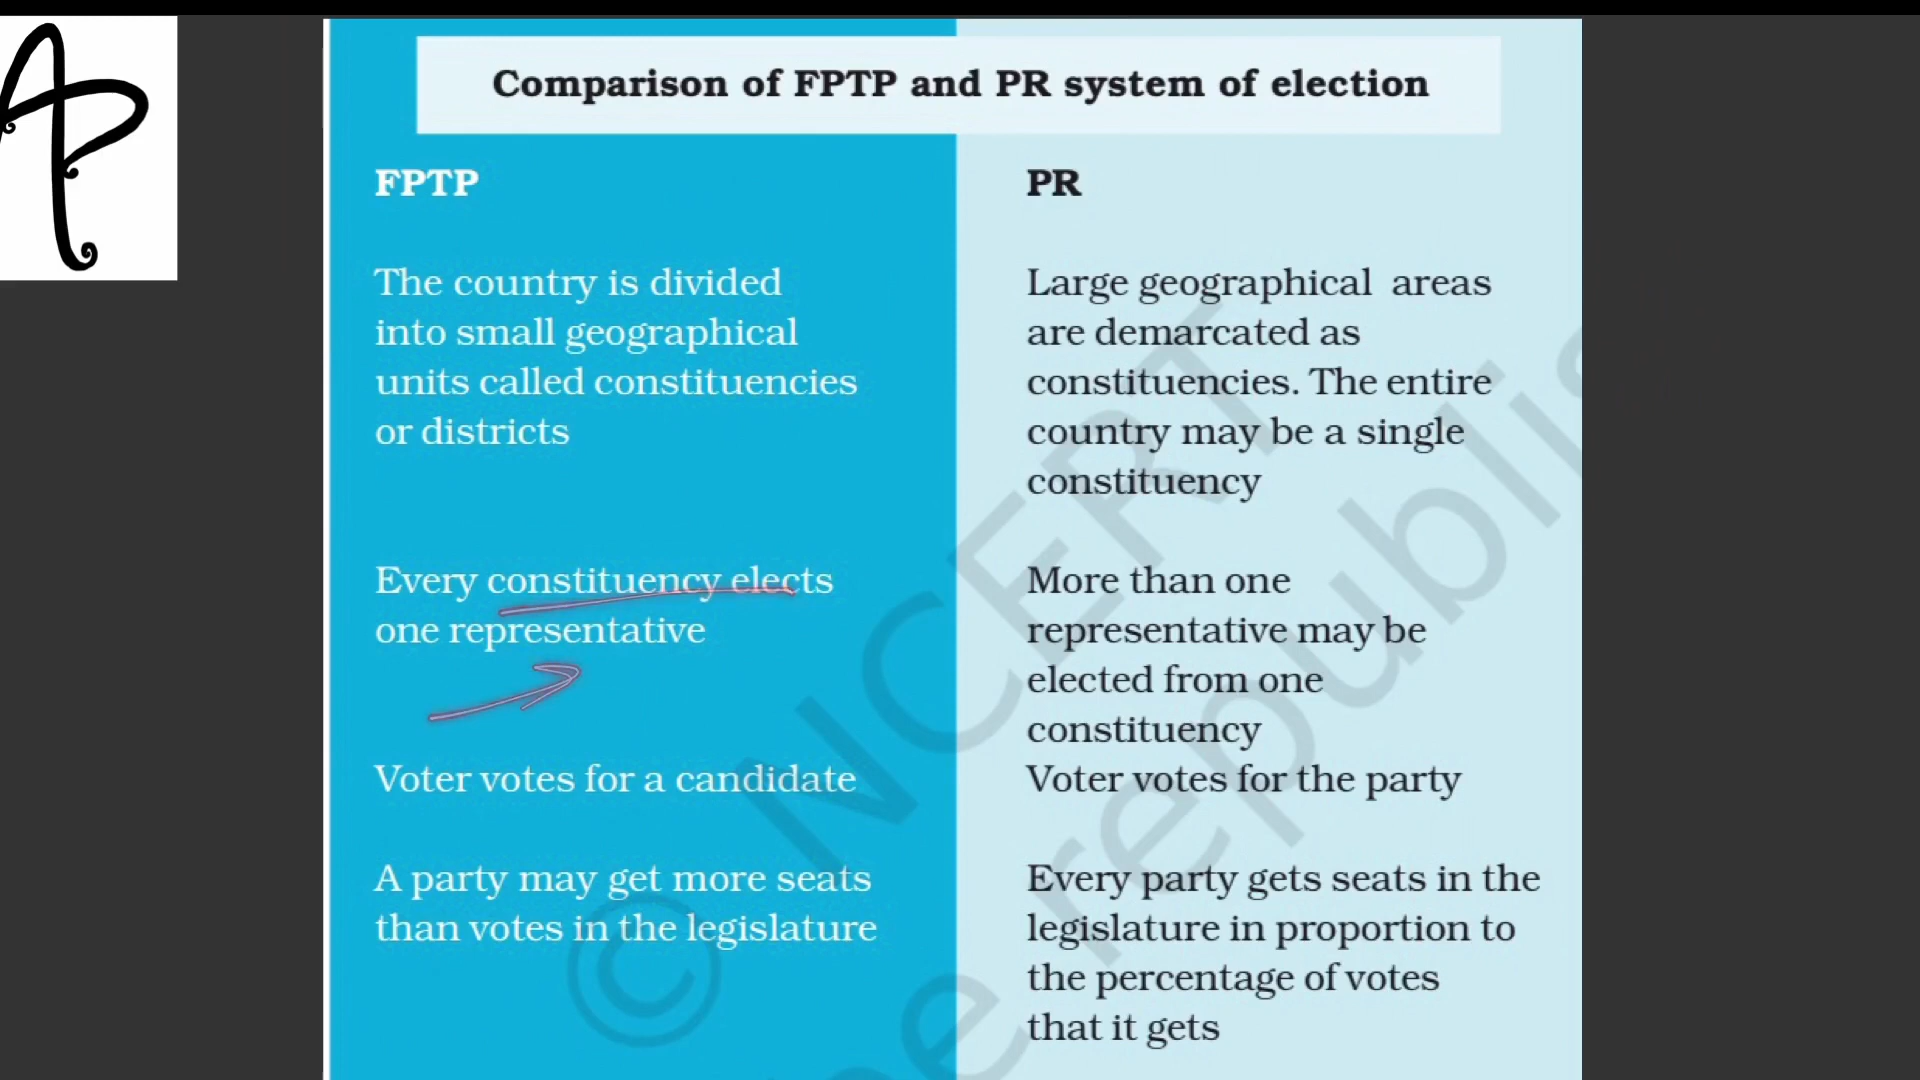 Comparison of FPTP and PR system of election
FPTP
The country is divided
into small geographical
units called constituencies
or districts
Every constituency elects
one representative
Voter votes for a candidate
A party may get more seats
than votes in the legislature
PR
Large geographical areas
are demarcated as
constituencies. The entire
country may be a single
constituency
More than one
representative may be
elected from one
constituency
Voter votes for the party
Every party gets seats in the
legislature in proportion to
the percentage of votes
that it gets
© NCERT
be republis
AP